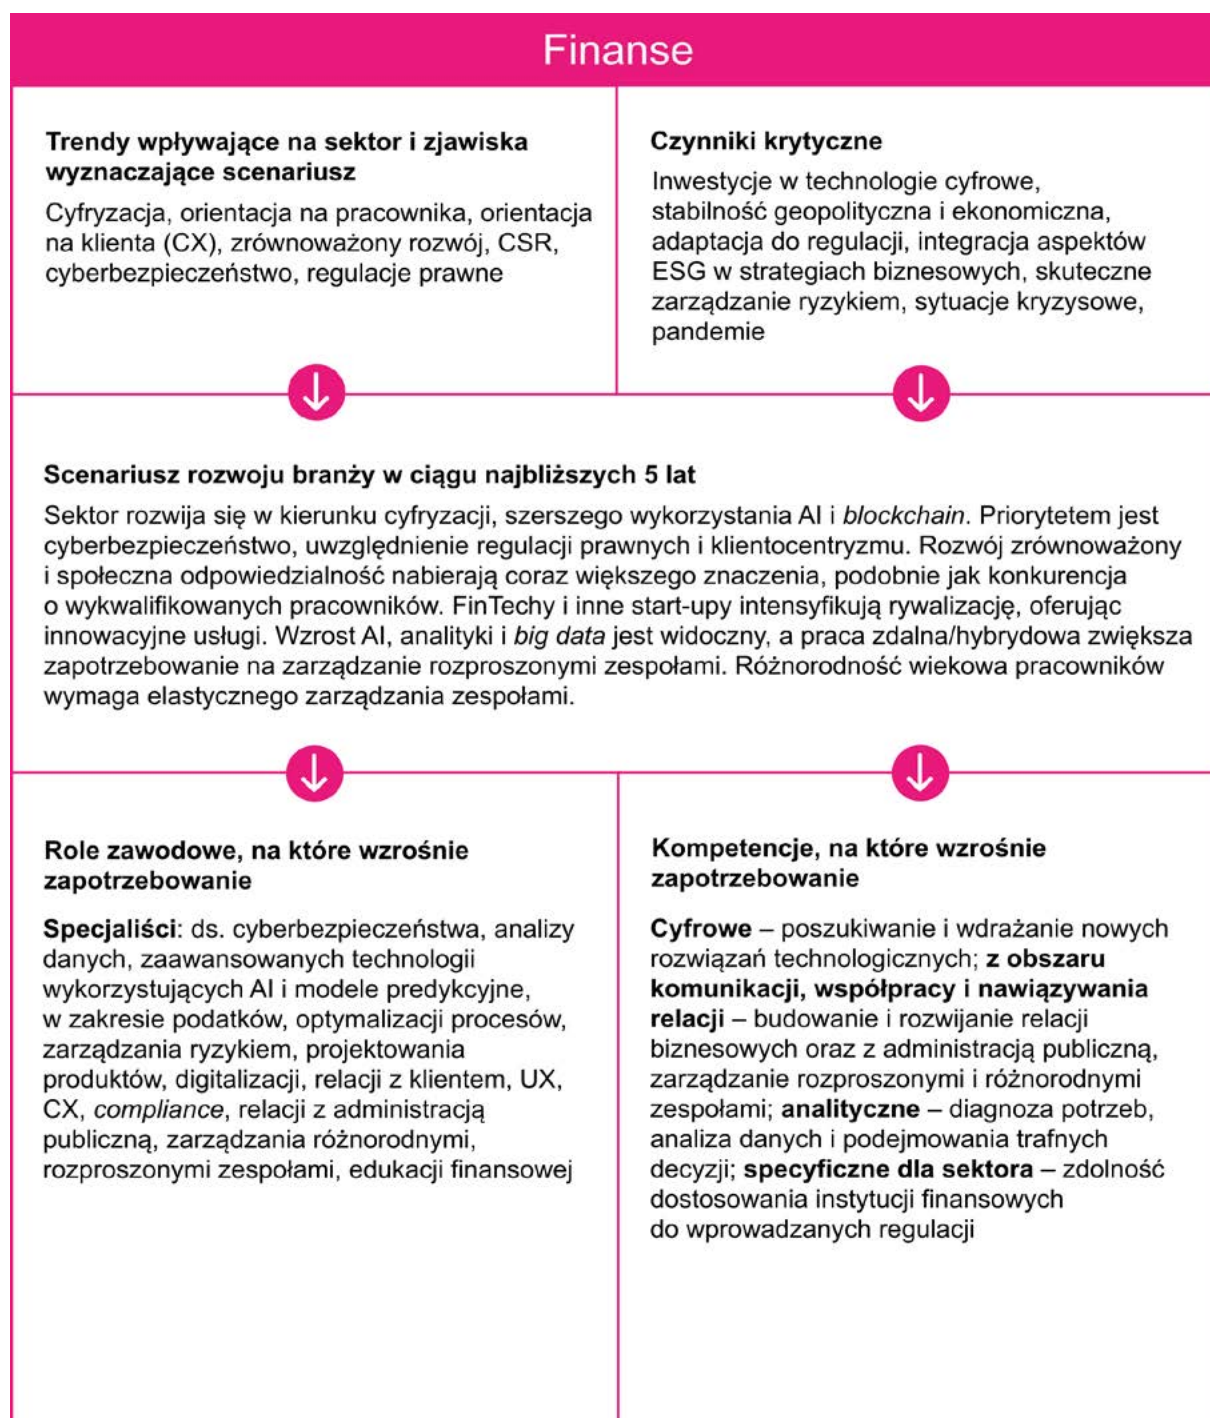 Finanse
Trendy wpływające na sektor i zjawiska
wyznaczające scenariusz
Cyfryzacja, orientacja na pracownika, orientacja
na klienta (CX), zrównoważony rozwój, CSR,
cyberbezpieczeństwo, regulacje prawne
Czynniki krytyczne
Inwestycje w technologie cyfrowe,
stabilność geopolityczna i ekonomiczna,
adaptacja do regulacji, integracja aspektów
ESG w strategiach biznesowych, skuteczne
zarządzanie ryzykiem, sytuacje kryzysowe,
pandemie
Scenariusz rozwoju branży w ciągu najbliższych 5 lat
Sektor rozwija się w kierunku cyfryzacji, szerszego wykorzystania AI i blockchain. Priorytetem jest
cyberbezpieczeństwo, uwzględnienie regulacji prawnych i klientocentryzmu. Rozwój zrównoważony
i społeczna odpowiedzialność nabierają coraz większego znaczenia, podobnie jak konkurencja
o wykwalifikowanych pracowników. FinTechy i inne start-upy intensyfikują rywalizację, oferując
innowacyjne usługi. Wzrost AI, analityki i big data jest widoczny, a praca zdalna/hybrydowa zwiększa
zapotrzebowanie na zarządzanie rozproszonymi zespołami. Różnorodność wiekowa pracowników
wymaga elastycznego zarządzania zespołami.
Role zawodowe, na które wzrośnie
zapotrzebowanie
Specjaliści: ds. cyberbezpieczeństwa, analizy
danych, zaawansowanych technologii
wykorzystujących AI i modele predykcyjne,
w zakresie podatków, optymalizacji procesów,
zarządzania ryzykiem, projektowania
produktów, digitalizacji, relacji z klientem, UX,
CX, compliance, relacji z administracją
publiczną, zarządzania różnorodnymi,
rozproszonymi zespołami, edukacji finansowej
Kompetencje, na które wzrośnie
zapotrzebowanie
Cyfrowe – poszukiwanie i wdrażanie nowych
rozwiązań technologicznych; z obszaru
komunikacji, współpracy i nawiązywania
relacji – budowanie i rozwijanie relacji
biznesowych oraz z administracją publiczną,
zarządzanie rozproszonymi i różnorodnymi
zespołami; analityczne – diagnoza potrzeb,
analiza danych i podejmowania trafnych
decyzji; specyficzne dla sektora – zdolność
dostosowania instytucji finansowych
do wprowadzanych regulacji